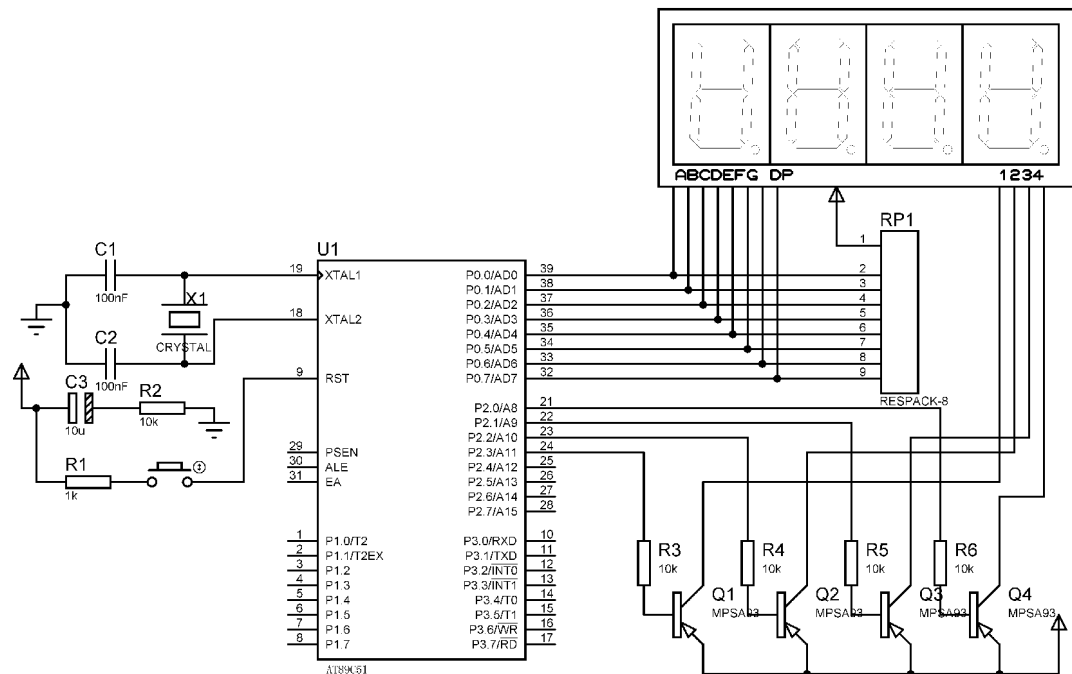 ABCDEFG DP
1234
RP1
1
2
3
4
5
6
7
8
9
RESPACK-8
C1
100nF
X1
CRYSTAL
C2
100nF
C3
10u
R2
10k
R1
1k
U1
19 XTAL1
18 XTAL2
9 RST
29 PSEN
30 ALE
31 EA
1 P1.0/T2
2 P1.1/T2EX
3 P1.2
4 P1.3
5 P1.4
6 P1.5
7 P1.6
8 P1.7
P0.0/AD0 39
P0.1/AD1 38
P0.2/AD2 37
P0.3/AD3 36
P0.4/AD4 35
P0.5/AD5 34
P0.6/AD6 33
P0.7/AD7 32
P2.0/A8 21
P2.1/A9 22
P2.2/A10 23
P2.3/A11 24
P2.4/A12 25
P2.5/A13 26
P2.6/A14 27
P2.7/A15 28
P3.0/RXD 10
P3.1/TXD 11
P3.2/INT0 12
P3.3/INT1 13
P3.4/T0 14
P3.5/T1 15
P3.6/WR 16
P3.7/RD 17
AT89C51
R3
10k
R4
10k
R5
10k
R6
10k
Q1
MPSA93
Q2
MPSA93
Q3
MPSA93
Q4
MPSA93